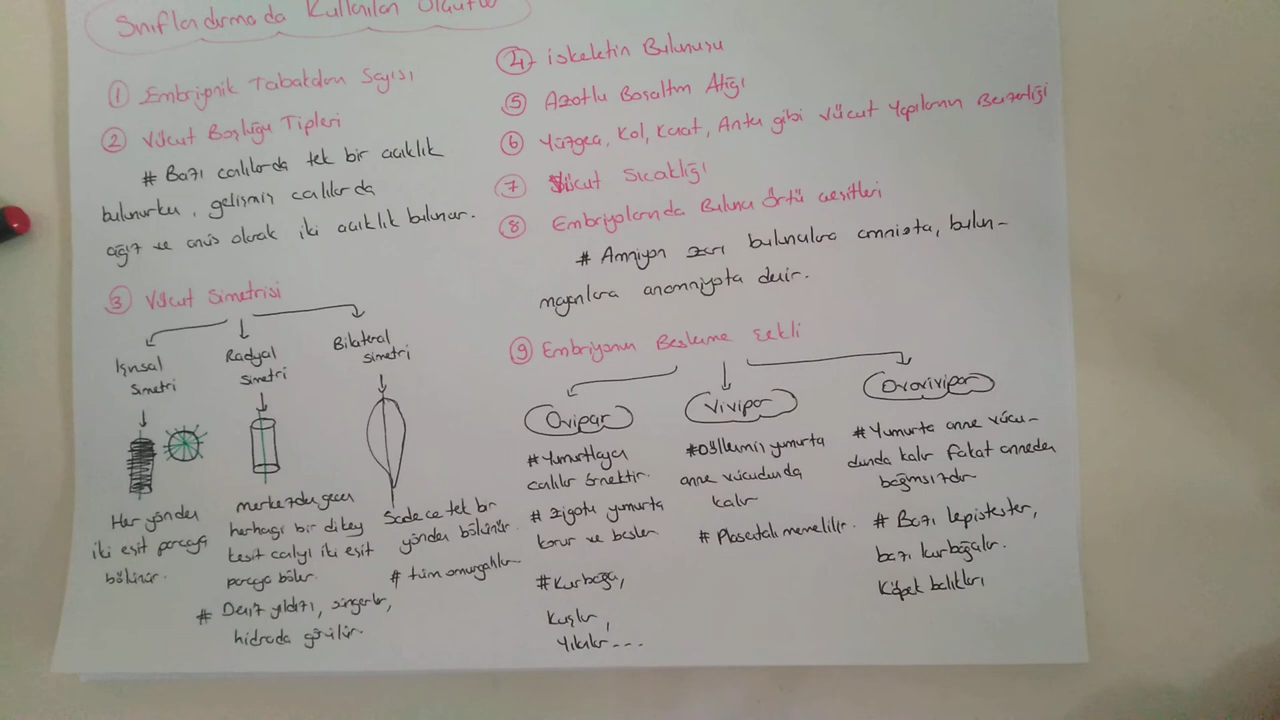 Sınıflandırmada Kullanılan Ölçütler
① Embriyonik Tabakaların Sayısı
② Vücut Boşluğu Tipleri
# Bazı canlılarda tek bir açıklık
bulunurken, gelişmiş canlılarda
ağız ve anüs olarak iki açıklık bulunur.
③ Vücut Simetrisi
Işınsal
simetri
Her yönden
iki eşit parçaya
bölünür.
Radyal
simetri
merkezden geçen
herhangi bir dikey
kesit canlıyı iki eşit
parçaya böler.
# Deniz yıldızı, süngerler,
hidrada görülür.
Bilateral
simetri
Sadece tek bir
yönden bölünür.
# tüm omurgalılar
④ iskeletin Bulunuşu
⑤ Azotlu Boşaltım Atığı
⑥ Yüzgeç, Kol, Kanat, Anten gibi Vücut Yapılarının Benzerliği
⑦ Vücut Sıcaklığı
⑧ Embriyolarında Bulunan Örtü çeşitleri
# Amniyon zarı bulunanlara amniota, bulun-
mayanlara anamniyota denir.
⑨ Embriyonun Beslenme Şekli
Ovipar
# Yumurtlayan
canlılar örnektir.
# zigotu yumurta
korur ve besler
# Kurbağa,
kuşlar,
Yılanlar ---
Vivipar
# Döllenmiş yumurta
anne vücudunda
kalır
# Plasentalı memeliler.
Ovovivipar
# Yumurta anne vücu-
dunda kalır fakat anneden
bağımsızdır
# Bazı lepistesler,
bazı kurbağalar.
Köpek balıkları